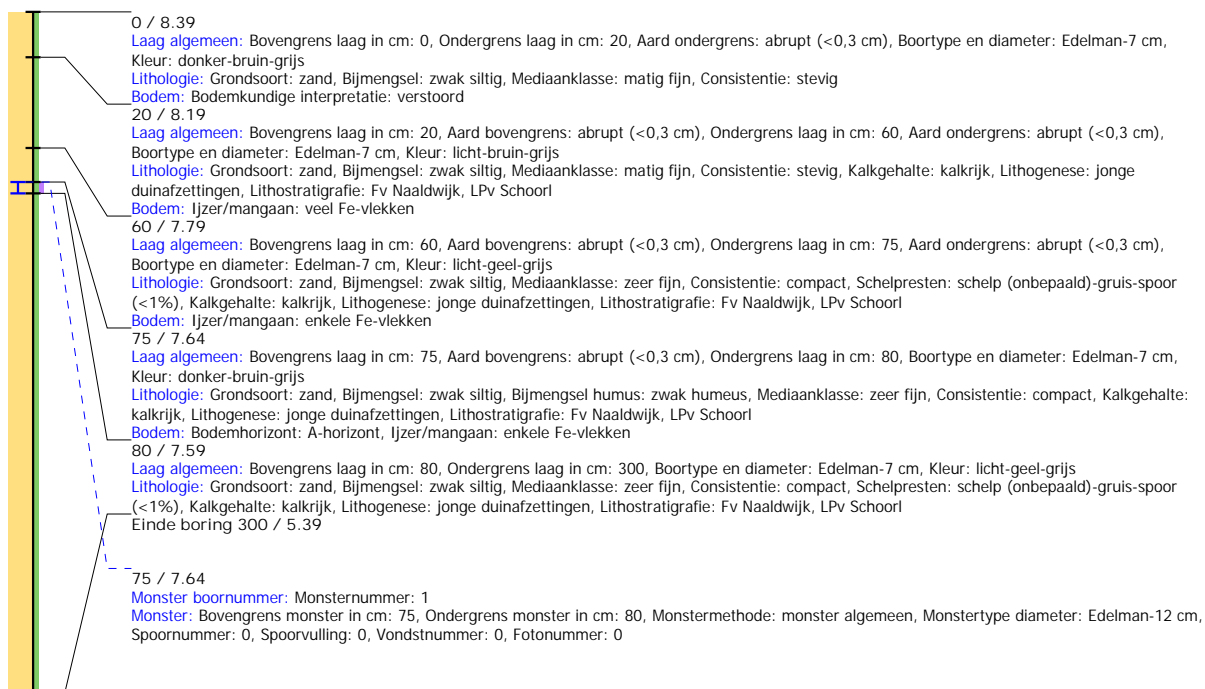 0 / 8.39
Laag algemeen: Bovengrens laag in cm: 0, Ondergrens laag in cm: 20, Aard ondergrens: abrupt (<0,3 cm), Boortype en diameter: Edelman-7 cm,
Kleur: donker-bruin-grijs
Lithologie: Grondsoort: zand, Bijmengsel: zwak siltig, Mediaanklasse: matig fijn, Consistentie: stevig
Bodem: Bodemkundige interpretatie: verstoord
20 / 8.19
Laag algemeen: Bovengrens laag in cm: 20, Aard bovengrens: abrupt (<0,3 cm), Ondergrens laag in cm: 60, Aard ondergrens: abrupt (<0,3 cm),
Boortype en diameter: Edelman-7 cm, Kleur: licht-bruin-grijs
Lithologie: Grondsoort: zand, Bijmengsel: zwak siltig, Mediaanklasse: matig fijn, Consistentie: stevig, Kalkgehalte: kalkrijk, Lithogenese: jonge
duinafzettingen, Lithostratigrafie: Fv Naaldwijk, LPv Schoorl
Bodem: Ijzer/mangaan: veel Fe-vlekken
60 / 7.79
Laag algemeen: Bovengrens laag in cm: 60, Aard bovengrens: abrupt (<0,3 cm), Ondergrens laag in cm: 75, Aard ondergrens: abrupt (<0,3 cm),
Boortype en diameter: Edelman-7 cm, Kleur: licht-geel-grijs
Lithologie: Grondsoort: zand, Bijmengsel: zwak siltig, Mediaanklasse: zeer fijn, Consistentie: compact, Schelpresten: schelp (onbepaald)-gruis-spoor
(<1%), Kalkgehalte: kalkrijk, Lithogenese: jonge duinafzettingen, Lithostratigrafie: Fv Naaldwijk, LPv Schoorl
Bodem: Ijzer/mangaan: enkele Fe-vlekken
75 / 7.64
Laag algemeen: Bovengrens laag in cm: 75, Aard bovengrens: abrupt (<0,3 cm), Ondergrens laag in cm: 80, Boortype en diameter: Edelman-7 cm,
Kleur: donker-bruin-grijs
Lithologie: Grondsoort: zand, Bijmengsel: zwak siltig, Bijmengsel humus: zwak humeus, Mediaanklasse: zeer fijn, Consistentie: compact, Kalkgehalte:
kalkrijk, Lithogenese: jonge duinafzettingen, Lithostratigrafie: Fv Naaldwijk, LPv Schoorl
Bodem: Bodemhorizont: A-horizont, Ijzer/mangaan: enkele Fe-vlekken
80 / 7.59
Laag algemeen: Bovengrens laag in cm: 80, Ondergrens laag in cm: 300, Boortype en diameter: Edelman-7 cm, Kleur: licht-geel-grijs
Lithologie: Grondsoort: zand, Bijmengsel: zwak siltig, Mediaanklasse: zeer fijn, Consistentie: compact, Schelpresten: schelp (onbepaald)-gruis-spoor
(<1%), Kalkgehalte: kalkrijk, Lithogenese: jonge duinafzettingen, Lithostratigrafie: Fv Naaldwijk, LPv Schoorl
Einde boring 300 / 5.39
75 / 7.64
Monster boornummer: Monsternummer: 1
Monster: Bovengrens monster in cm: 75, Ondergrens monster in cm: 80, Monstermethode: monster algemeen, Monstertype diameter: Edelman-12 cm,
Spoornummer: 0, Spoorvulling: 0, Vondstnummer: 0, Fotonummer: 0